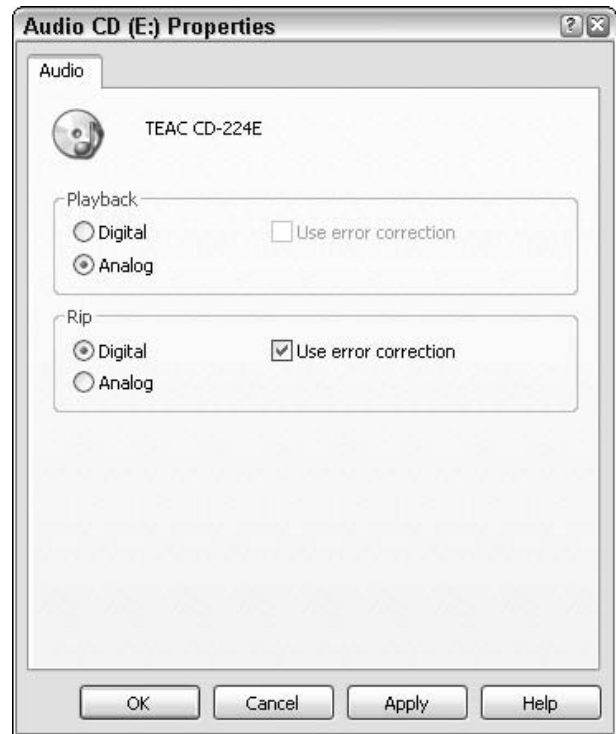 Audio CD (E:) Properties
Audio
TEAC CD-224E
Playback
Digital
Use error correction
Analog
Rip
Digital
Use error correction
Analog
OK
Cancel
Apply
Help